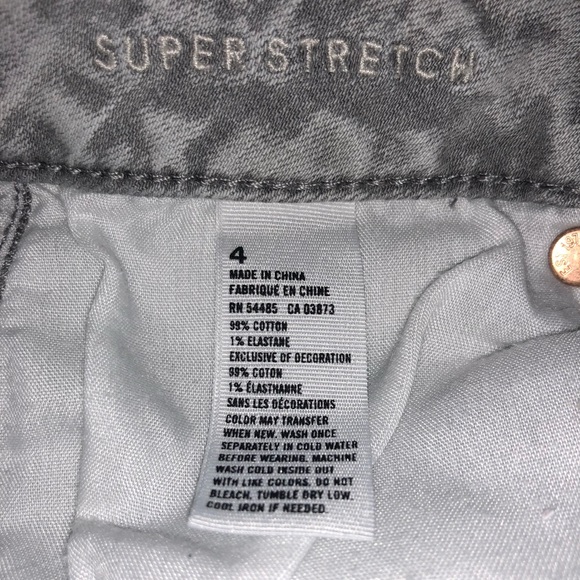 SUPER STRETCH
4
MADE IN CHINA
FABRIQUÉ EN CHINE
RN 54485 CA 03873
99% COTTON
1% ELASTANE
EXCLUSIVE OF DECORATION
99% COTON
1% ÉLASTHANNE
SANS LES DÉCORATIONS
COLOR MAY TRANSFER
WHEN NEW. WASH ONCE
SEPARATELY IN COLD WATER
BEFORE WEARING. MACHINE
WASH COLD INSIDE OUT
WITH LIKE COLORS. DO NOT
BLEACH. TUMBLE DRY LOW.
COOL IRON IF NEEDED.